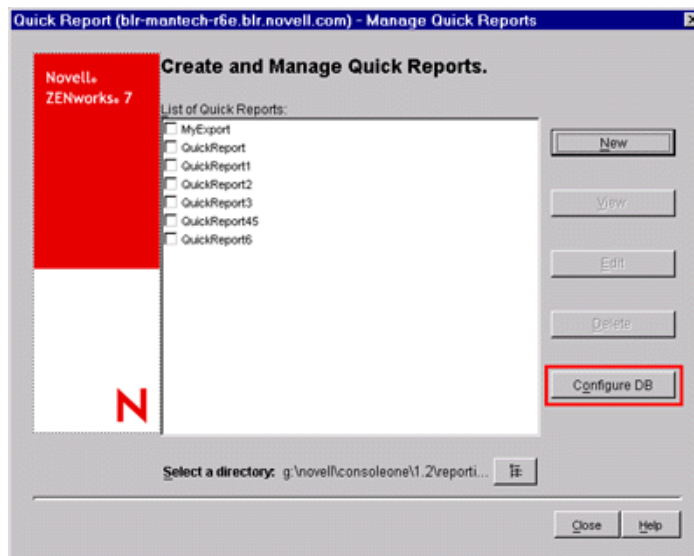 Quick Report (blr-mantech-r6e.blr.novell.com) - Manage Quick Reports
Novell®
ZENworks® 7
Create and Manage Quick Reports.
List of Quick Reports:
MyExport
QuickReport
QuickReport1
QuickReport2
QuickReport3
QuickReport45
QuickReport6
New
View
Edit
Delete
Configure DB
N
Select a directory: g:\novell\consoleone\1.2\reporti...
Close
Help